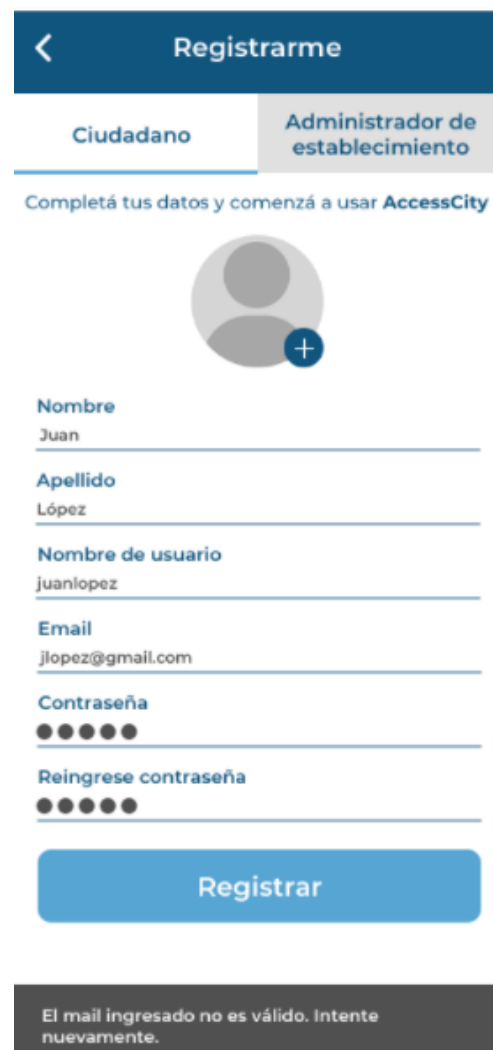 Registrarme
Ciudadano
Administrador de
establecimiento
Completá tus datos y comenzá a usar AccessCity
Nombre
Juan
Apellido
López
Nombre de usuario
juanlopez
Email
jlopez@gmail.com
Contraseña
●●●●●
Reingrese contraseña
●●●●●
Registrar
El mail ingresado no es válido. Intente
nuevamente.